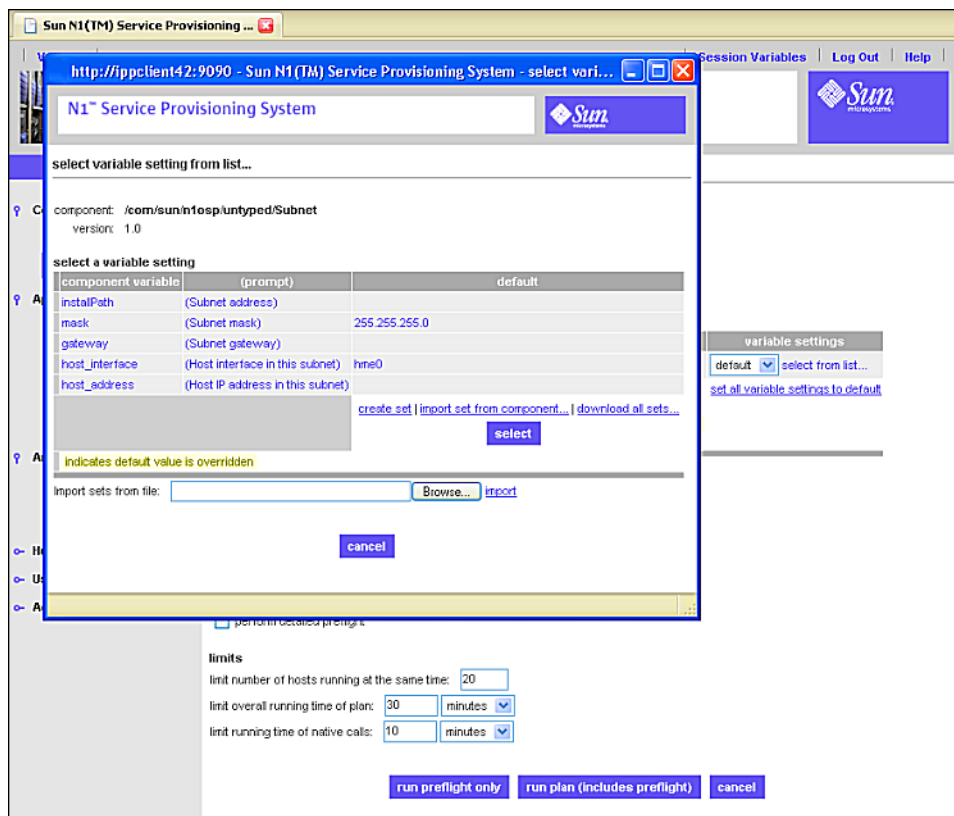 Sun N1(TM) Service Provisioning ...
Session Variables | Log Out | Help
http://ippclient42:9090 - Sun N1(TM) Service Provisioning System - select vari...
N1™ Service Provisioning System
Sun
microsystems
Sun
microsystems
select variable setting from list...
component: /com/sun/n1osp/untyped/Subnet
version: 1.0
select a variable setting
component variable (prompt) default
installPath (Subnet address)
mask (Subnet mask) 255.255.255.0
gateway (Subnet gateway)
host_interface (Host interface in this subnet) hme0
host_address (Host IP address in this subnet)
create set | import set from component... | download all sets...
select
indicates default value is overridden
Import sets from file: Browse... import
cancel
variable settings
default select from list...
set all variable settings to default
perform detailed preflight
limits
limit number of hosts running at the same time: 20
limit overall running time of plan: 30 minutes
limit running time of native calls: 10 minutes
run preflight only run plan (includes preflight) cancel